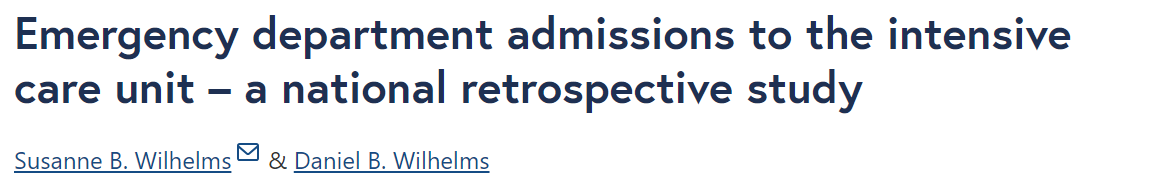 Emergency department admissions to the intensive
care unit – a national retrospective study
Susanne B. Wilhelms & Daniel B. Wilhelms